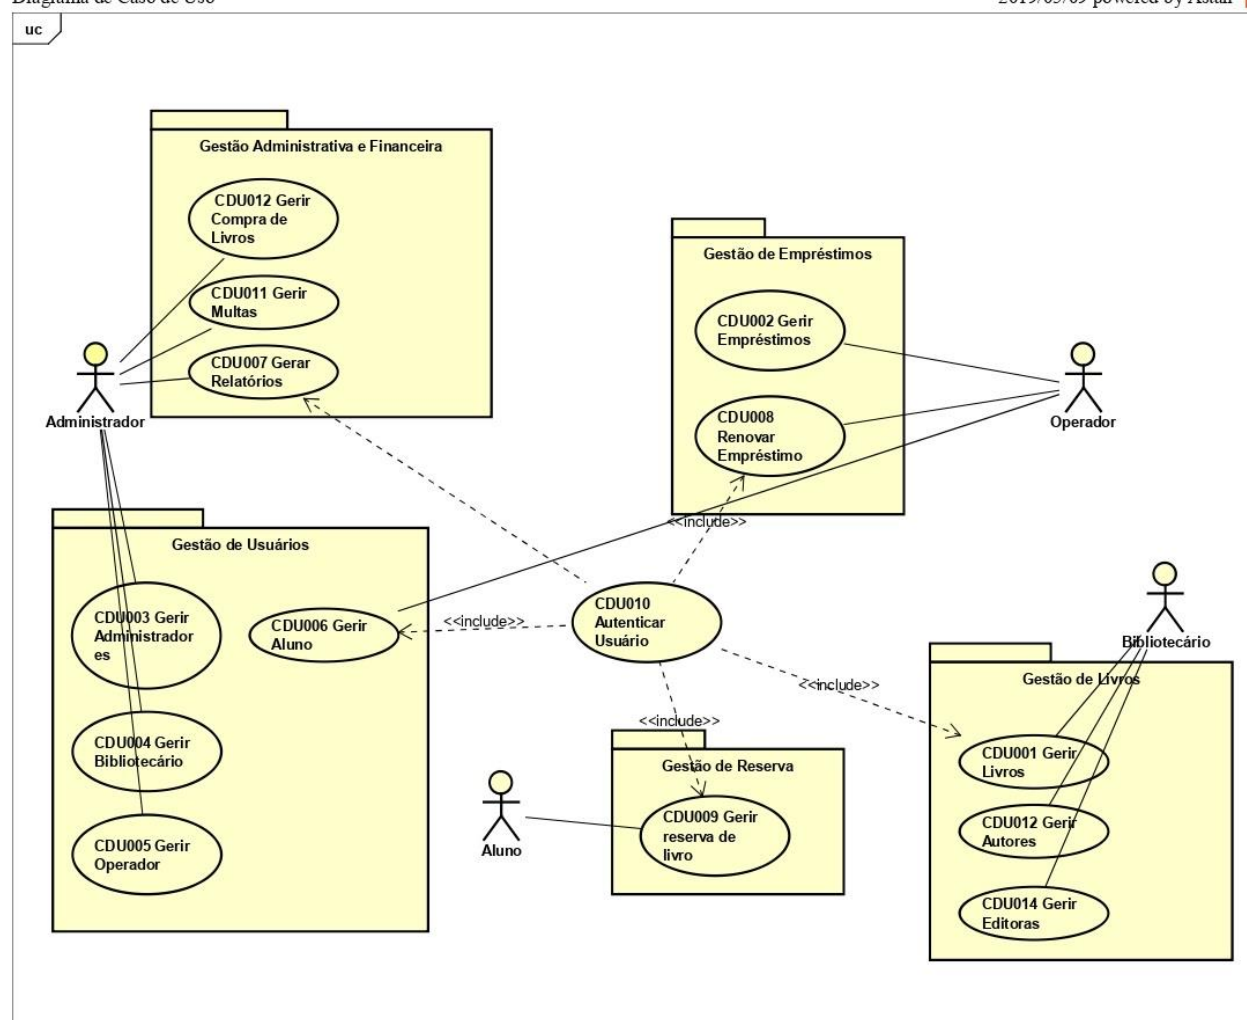 Diagrama de Caso de Uso
2019/05/09 powered by Astah
uc
Gestão Administrativa e Financeira
CDU012 Gerir
Compra de
Livros
CDU011 Gerir
Multas
CDU007 Gerar
Relatórios
Administrador
Gestão de Empréstimos
CDU002 Gerir
Empréstimos
CDU008
Renovar
Empréstimo
Operador
<<include>>
Gestão de Usuários
CDU003 Gerir
Administrador
es
CDU006 Gerir
Aluno
<<include>>
CDU010
Autenticar
Usuário
CDU004 Gerir
Bibliotecário
CDU005 Gerir
Operador
Bibliotecário
<<include>>
Gestão de Livros
CDU001 Gerir
Livros
CDU012 Gerir
Autores
CDU014 Gerir
Editoras
<<include>>
Gestão de Reserva
CDU009 Gerir
reserva de
livro
Aluno